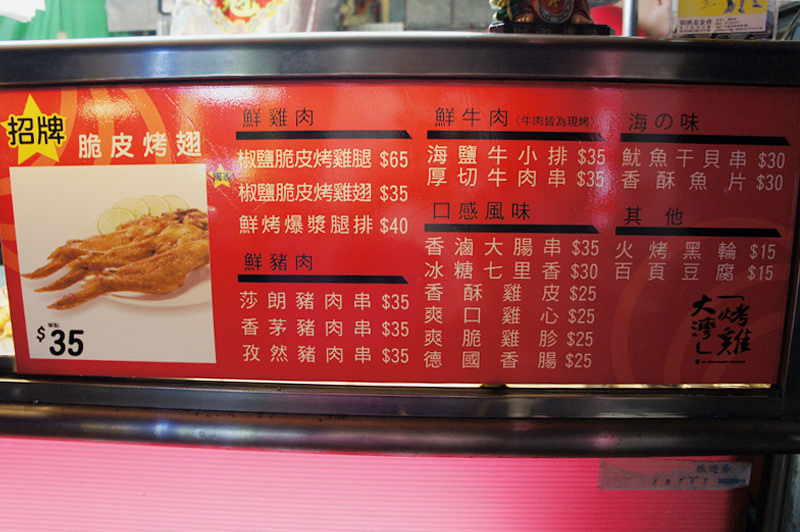 招牌
脆皮烤翅
獨家
$35
鮮雞肉
椒鹽脆皮烤雞腿 $65
椒鹽脆皮烤雞翅 $35
鮮烤爆漿腿排 $40
鮮豬肉
莎朗豬肉串 $35
香茅豬肉串 $35
孜然豬肉串 $35
鮮牛肉（牛肉皆為現烤）
海鹽牛小排 $35
厚切牛肉串 $35
口感風味
香滷大腸串 $35
冰糖七里香 $30
香酥雞皮 $25
爽口雞心 $25
爽脆雞胗 $25
德國香腸 $25
海の味
魷魚干貝串 $30
香酥魚片 $30
其他
火烤黑輪 $15
百頁豆腐 $15
大灣
「烤雞」